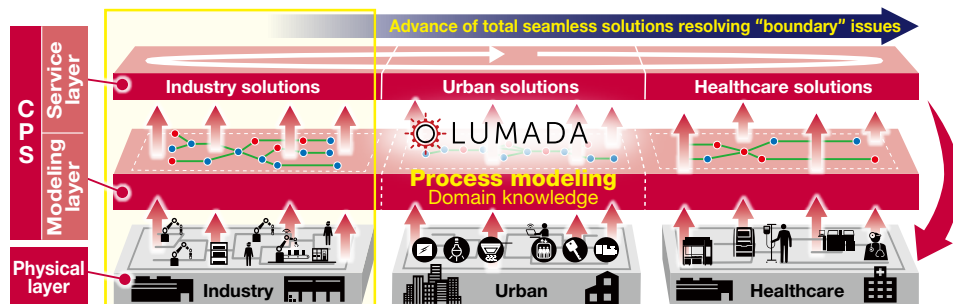 Advance of total seamless solutions resolving “boundary” issues
CPS
Service layer
Modeling layer
Physical layer
Industry solutions
Urban solutions
Healthcare solutions
LUMADA
Process modeling
Domain knowledge
Industry
Urban
Healthcare